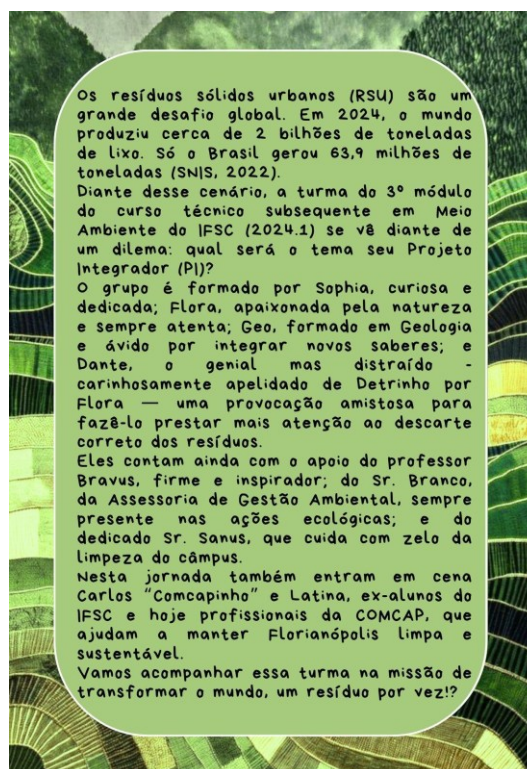 Os resíduos sólidos urbanos (RSU) são um
grande desafio global. Em 2024, o mundo
produziu cerca de 2 bilhões de toneladas
de lixo. Só o Brasil gerou 63,9 milhões de
toneladas (SNIS, 2022).
Diante desse cenário, a turma do 3º módulo
do curso técnico subsequente em Meio
Ambiente do IFSC (2024.1) se vê diante de
um dilema: qual será o tema seu Projeto
Integrador (PI)?
O grupo é formado por Sophia, curiosa e
dedicada; Flora, apaixonada pela natureza
e sempre atenta; Geo, formado em Geologia
e ávido por integrar novos saberes; e
Dante, o genial mas distraído -
carinhosamente apelidado de Detrinho por
Flora — uma provocação amistosa para
fazê-lo prestar mais atenção ao descarte
correto dos resíduos.
Eles contam ainda com o apoio do professor
Bravus, firme e inspirador; do Sr. Branco,
da Assessoria de Gestão Ambiental, sempre
presente nas ações ecológicas; e do
dedicado Sr. Sanus, que cuida com zelo da
limpeza do câmpus.
Nesta jornada também entram em cena
Carlos "Comcapinho" e Latina, ex-alunos do
IFSC e hoje profissionais da COMCAP, que
ajudam a manter Florianópolis limpa e
sustentável.
Vamos acompanhar essa turma na missão de
transformar o mundo, um resíduo por vez!?